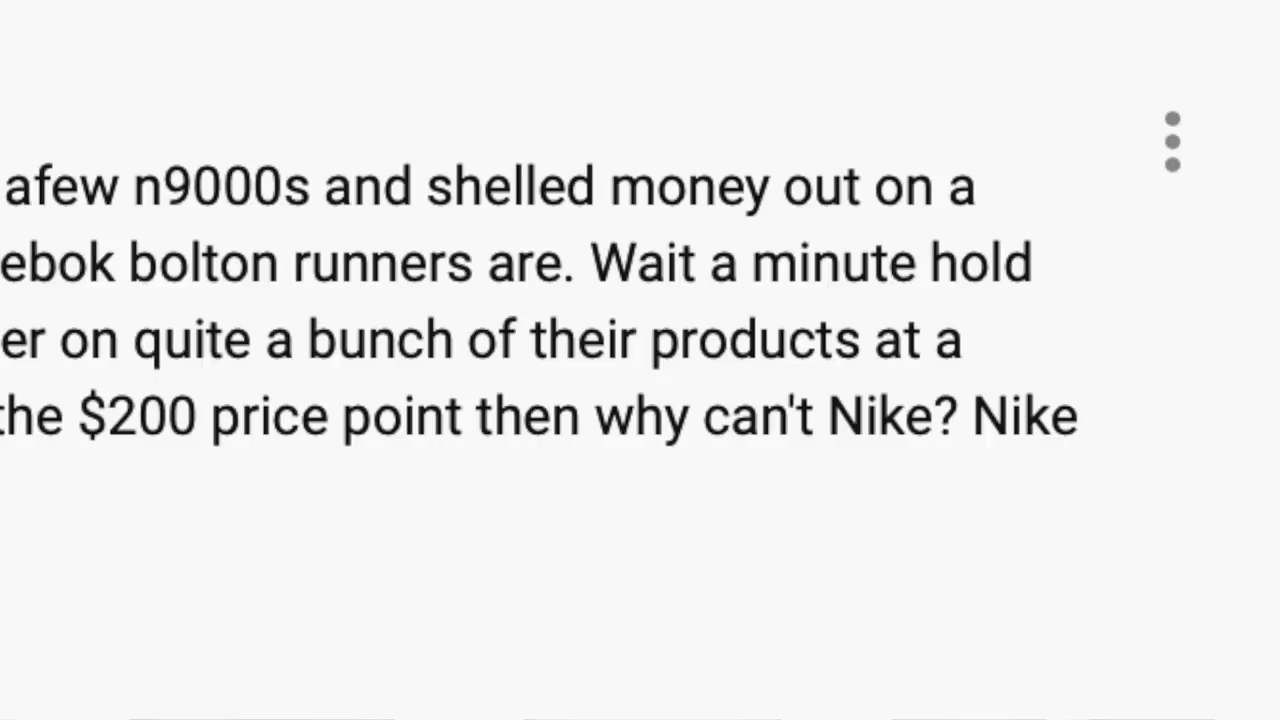 afew n9000s and shelled money out on a
ebok bolton runners are. Wait a minute hold
er on quite a bunch of their products at a
the $200 price point then why can't Nike? Nike